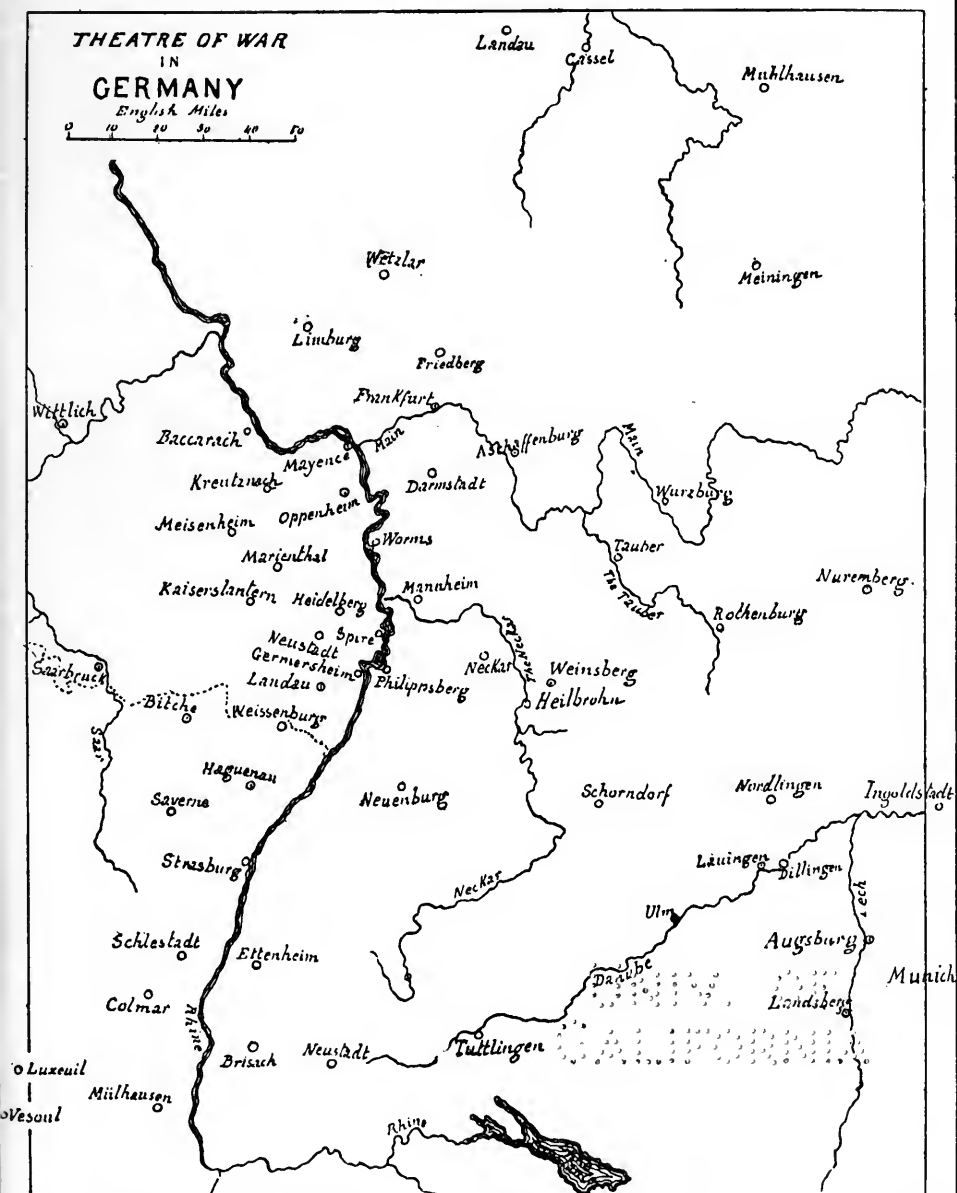 THEATRE OF WAR
IN
GERMANY
English Miles
0 10 20 30 40 50
Landau
Cassel
Muhlhausen
Wetzlar
Meiningen
Limburg
Friedberg
Frankfurt
Wittlich
Baccarach
Mayence
Main
Aschaffenburg
Main
Kreutznach
Oppenheim
Darmstadt
Wurzburg
Meisenheim
Worms
Marienthal
Tauber
Kaiserslantern
Heidelberg
Mannheim
The Tauber
Nuremberg.
Rothenburg
Neustadt
Spire
The Neckar
Saarbruck
Germersheim
Philippsberg
Neckar
Weinsberg
Landau
Heilbrohn
Bitche
Weissenburg
Saar
Haguenau
Saverne
Neuenburg
Schorndorf
Nordlingen
Ingoldstadt
Strasburg
Neckar
Lauingen
Dillingen
Ulm
Lech
Schlestadt
Ettenheim
Augsburg
Danube
Munich
Colmar
Landsberg
UNIV. OF
CALIFORNIA
Rhine
Brisach
Neustadt
Tuttlingen
Luxeuil
Mülhausen
Vesoul
Rhine